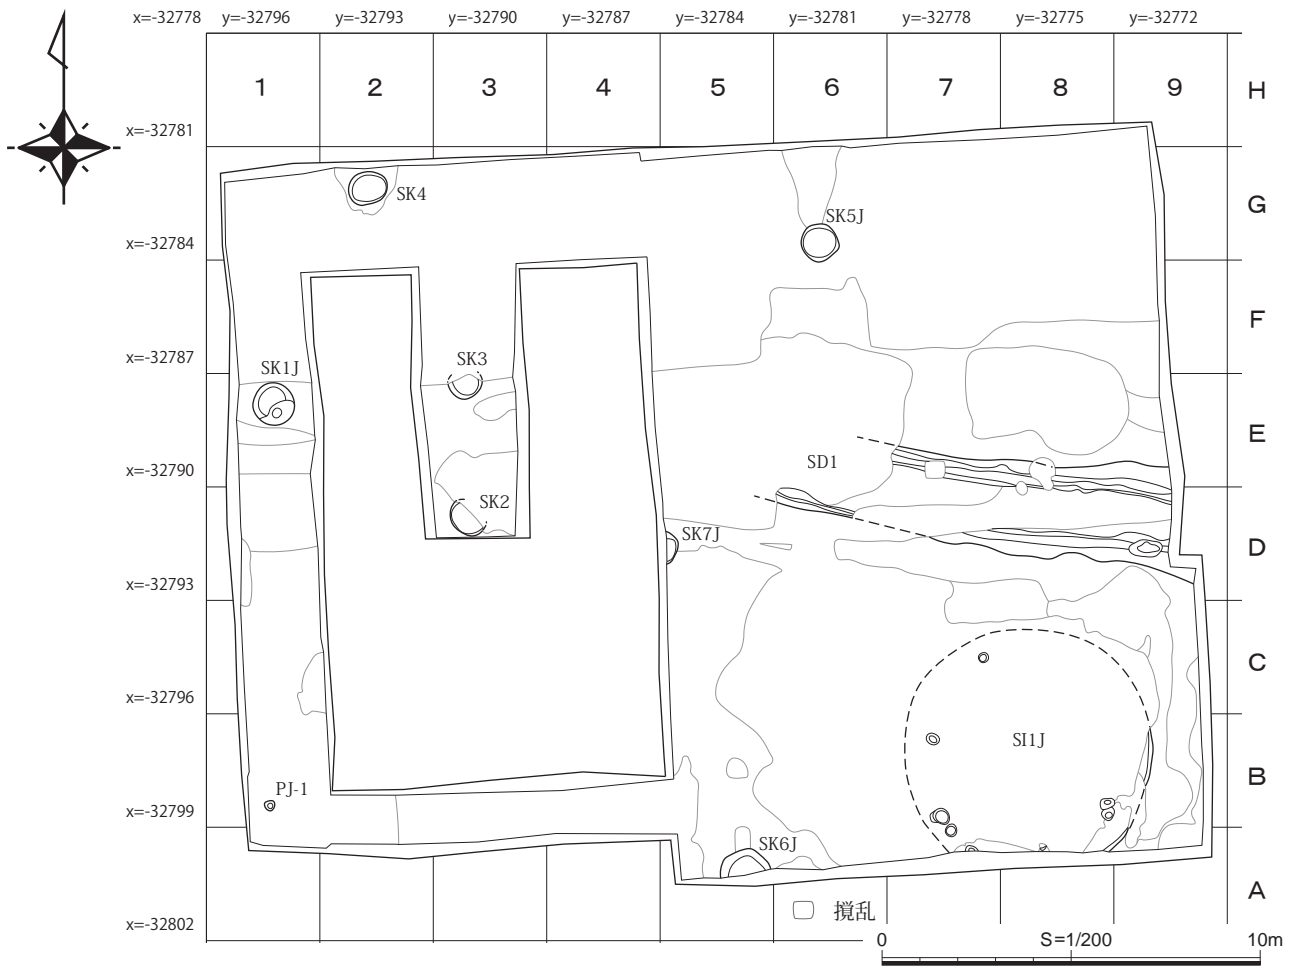 x=-32778 y=-32796 y=-32793 y=-32790 y=-32787 y=-32784 y=-32781 y=-32778 y=-32775 y=-32772
1 2 3 4 5 6 7 8 9 H
x=-32781
SK4
G
SK5J
x=-32784
F
x=-32787
SK1J
SK3
E
x=-32790
SD1
SK2
SK7J
D
x=-32793
C
x=-32796
SI1J
B
PJ-1
x=-32799
SK6J
A
撹乱
x=-32802
0 S=1/200 10m